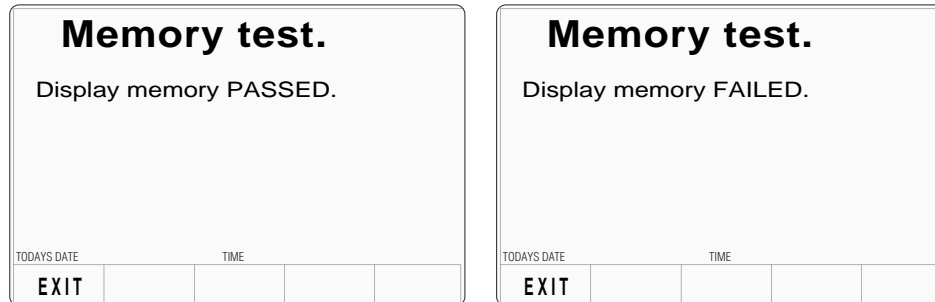 Memory test.
Display memory PASSED.
TODAYS DATE TIME
EXIT
Memory test.
Display memory FAILED.
TODAYS DATE TIME
EXIT